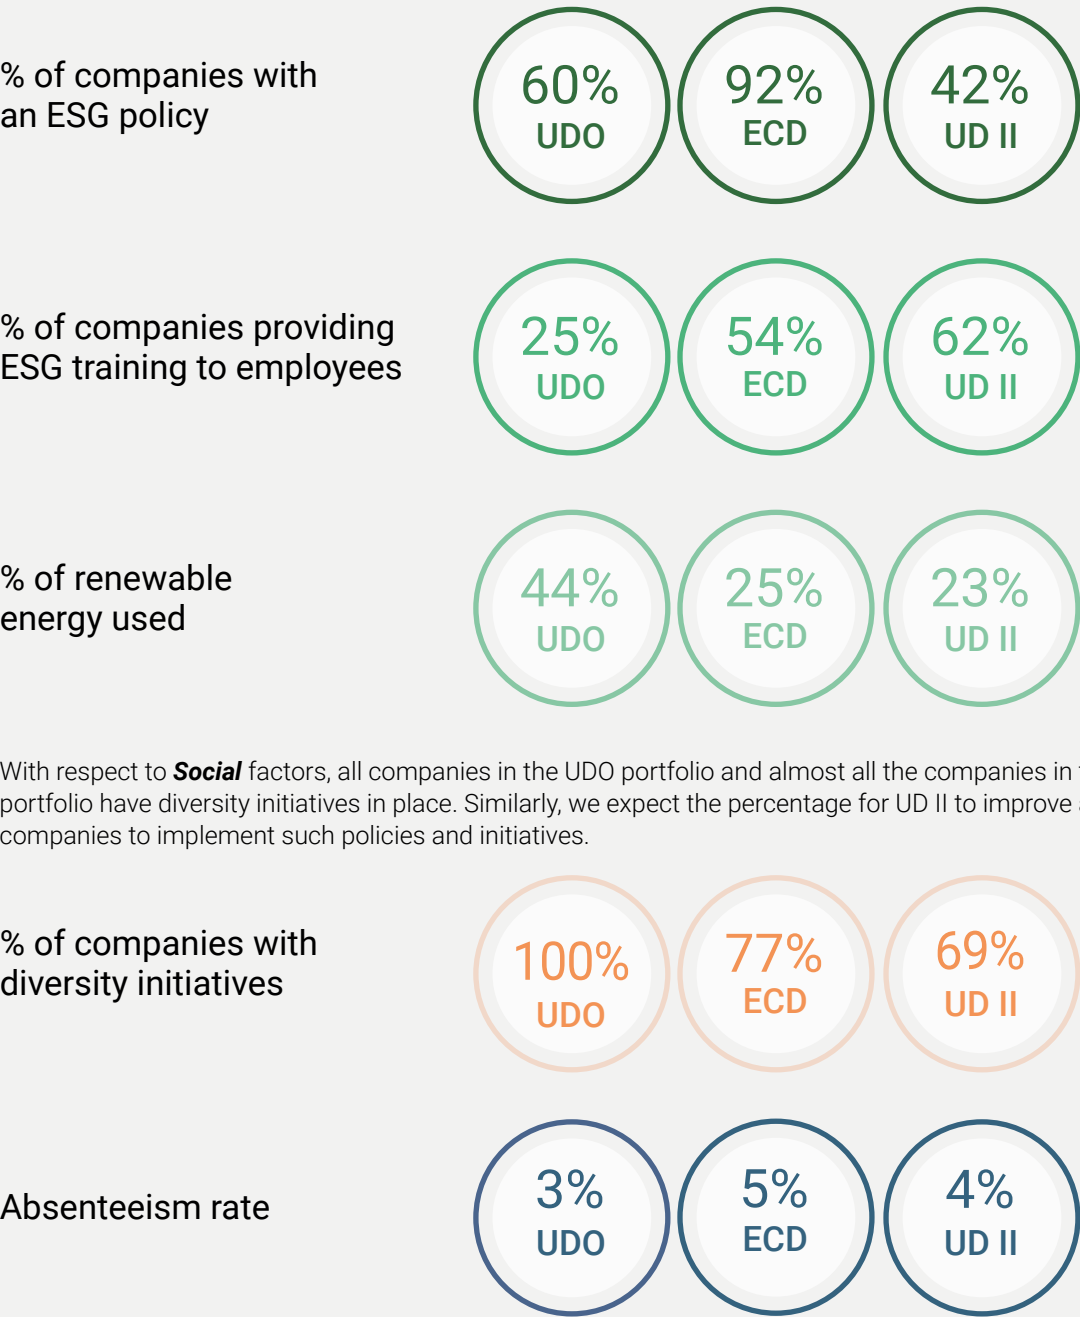 % of companies with
an ESG policy
60%
UDO
92%
ECD
42%
UD II
% of companies providing
ESG training to employees
25%
UDO
54%
ECD
62%
UD II
% of renewable
energy used
44%
UDO
25%
ECD
23%
UD II
With respect to Social factors, all companies in the UDO portfolio and almost all the companies in
portfolio have diversity initiatives in place. Similarly, we expect the percentage for UD II to improve
companies to implement such policies and initiatives.
% of companies with
diversity initiatives
100%
UDO
77%
ECD
69%
UD II
Absenteeism rate
3%
UDO
5%
ECD
4%
UD II